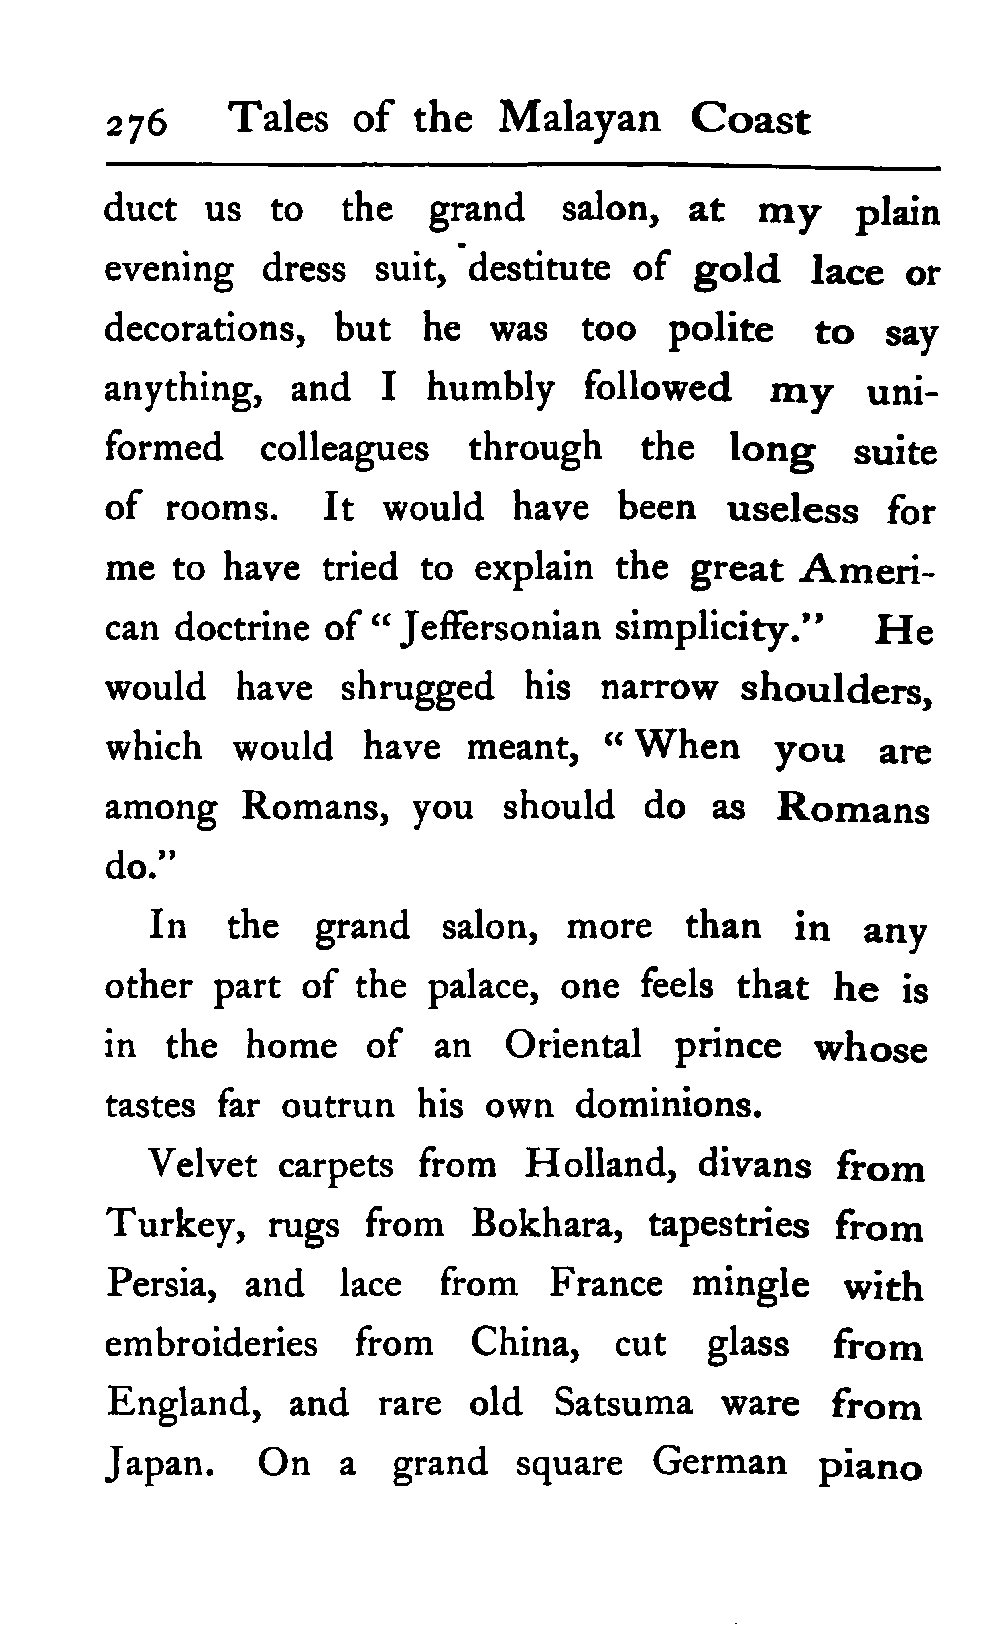 276 Tales of the Malayan Coast
duct us to the grand salon, at my plain
evening dress suit, destitute of gold lace or
decorations, but he was too polite to say
anything, and I humbly followed my uni-
formed colleagues through the long suite
of rooms. It would have been useless for
me to have tried to explain the great Ameri-
can doctrine of “ Jeffersonian simplicity.” He
would have shrugged his narrow shoulders,
which would have meant, “ When you are
among Romans, you should do as Romans
do.”
In the grand salon, more than in any
other part of the palace, one feels that he is
in the home of an Oriental prince whose
tastes far outrun his own dominions.
Velvet carpets from Holland, divans from
Turkey, rugs from Bokhara, tapestries from
Persia, and lace from France mingle with
embroideries from China, cut glass from
England, and rare old Satsuma ware from
Japan. On a grand square German piano